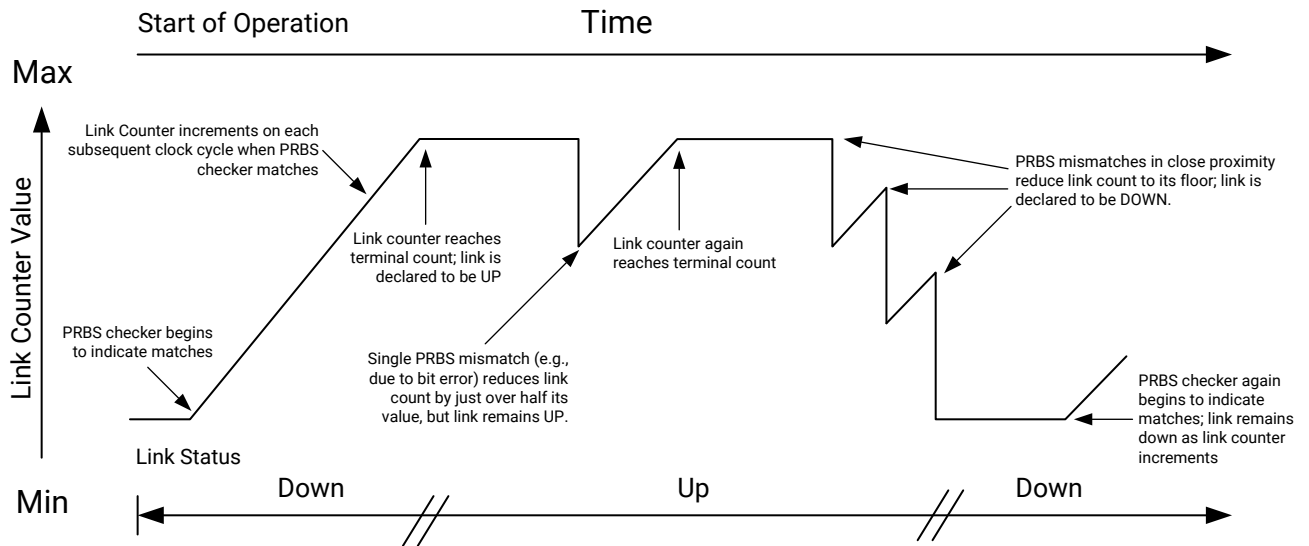 Start of Operation
Time
Max
Link Counter Value
Min
Link Counter increments on each
subsequent clock cycle when PRBS
checker matches
PRBS checker begins
to indicate matches
Link counter reaches
terminal count; link is
declared to be UP
Single PRBS mismatch (e.g.,
due to bit error) reduces link
count by just over half its
value, but link remains UP.
Link counter again
reaches terminal count
PRBS mismatches in close proximity
reduce link count to its floor; link is
declared to be DOWN.
PRBS checker again
begins to indicate
matches; link remains
down as link counter
increments
Link Status
Down
Up
Down